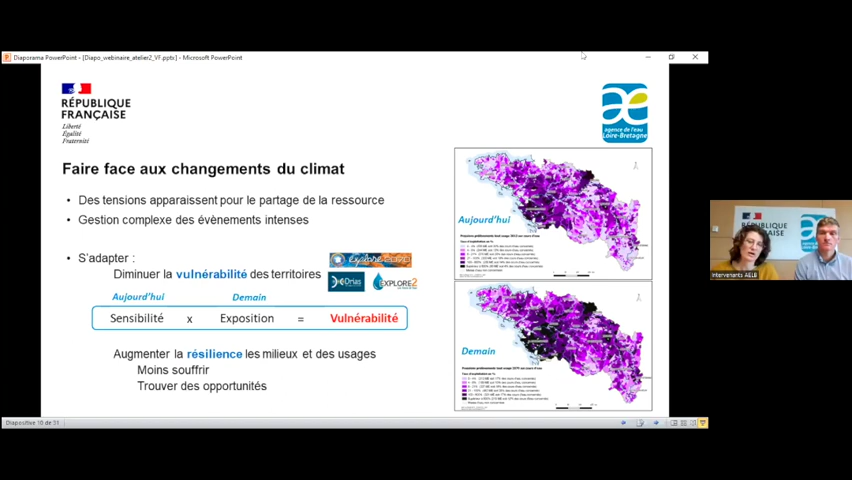 Diaporama PowerPoint - [Diapo_webinaire_atelier2_VF.pptx] - Microsoft PowerPoint
RÉPUBLIQUE
FRANÇAISE
Liberté
Égalité
Fraternité
agence de l'eau
Loire-Bretagne
Faire face aux changements du climat
• Des tensions apparaissent pour le partage de la ressource
• Gestion complexe des évènements intenses
• S'adapter :
Diminuer la vulnérabilité des territoires
explore 2070
Drias
EXPLORE2
Aujourd'hui
Demain
Sensibilité x Exposition = Vulnérabilité
Augmenter la résilience les milieux et des usages
Moins souffrir
Trouver des opportunités
Aujourd'hui
Demain
Intervenants AELB
Diapositive 10 de 31